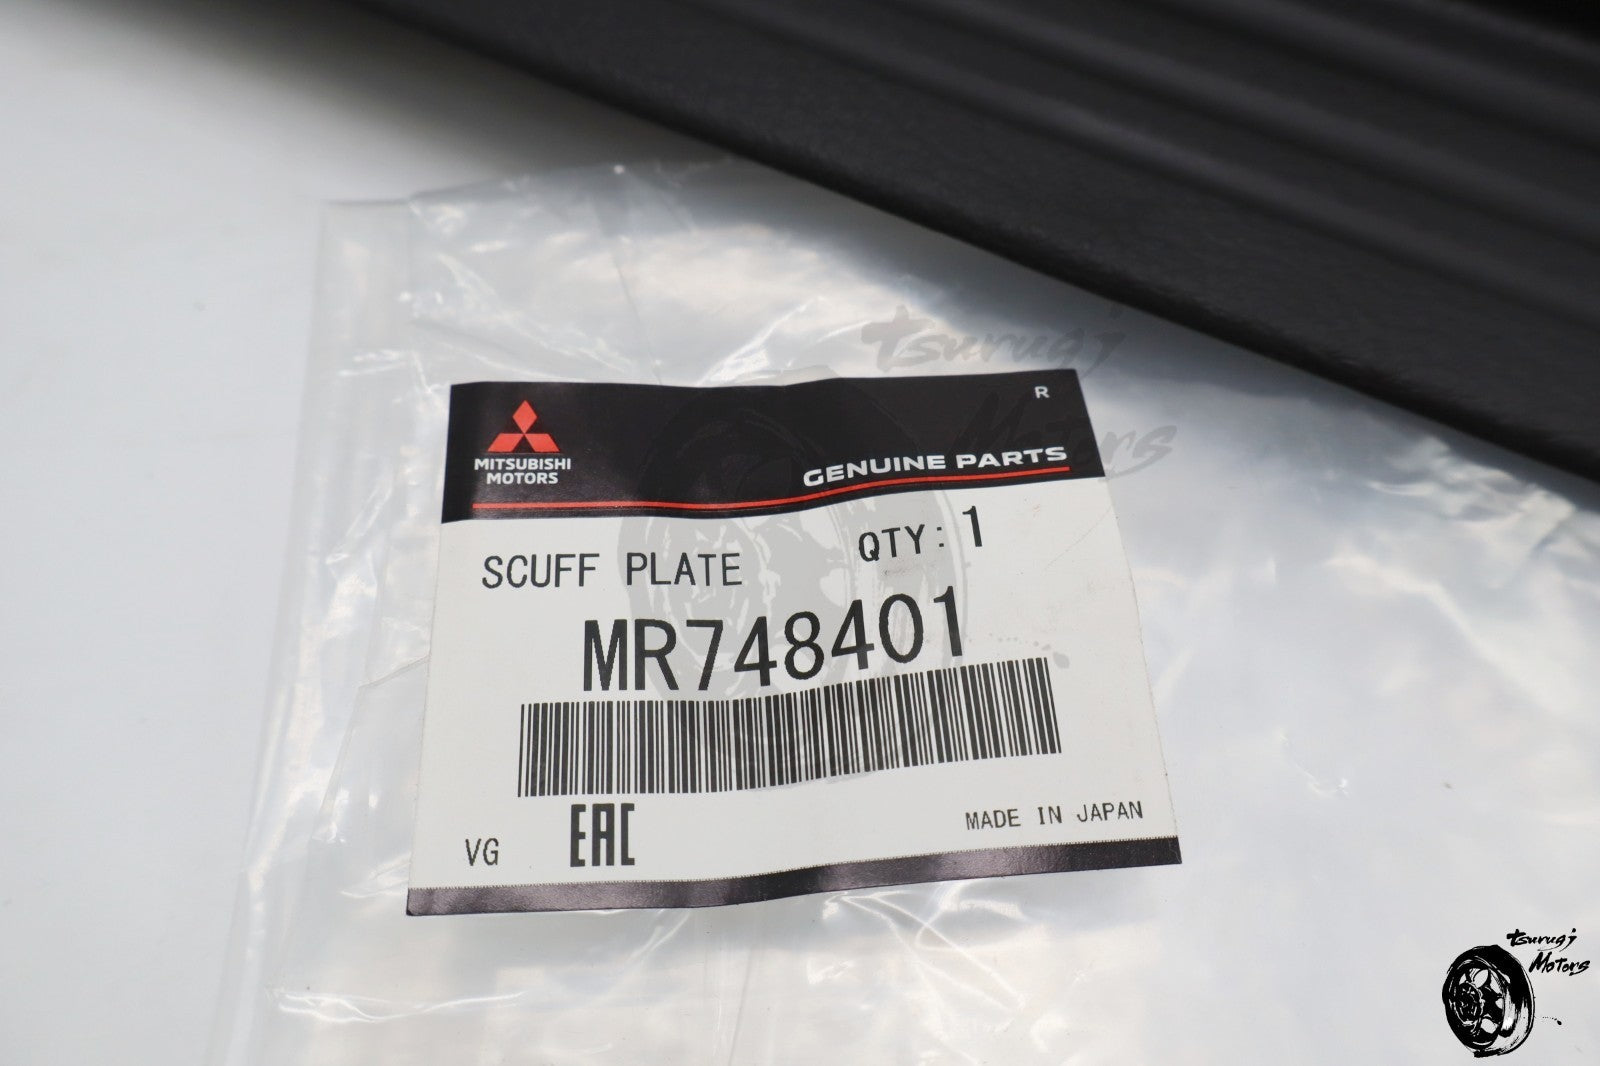 tsurugi
Motors
R
MITSUBISHI
MOTORS
GENUINE PARTS
SCUFF PLATE
QTY: 1
MR748401
VG
EAC
MADE IN JAPAN
tsurugi
Motors